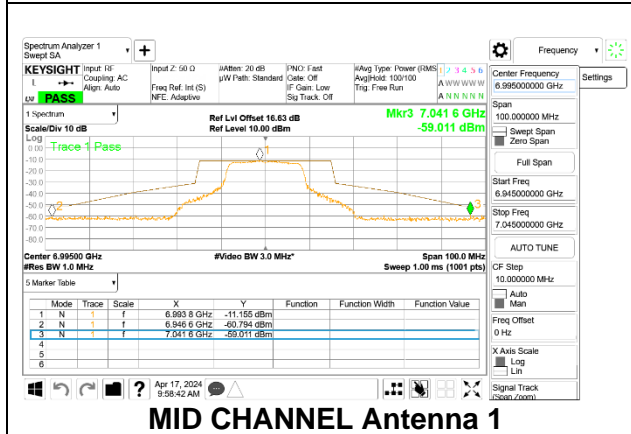 Spectrum Analyzer 1
Swept SA
Frequency
KEYSIGHT Input: RF Input Z: 50 Ω #Atten: 20 dB PNO: Fast #Avg Type: Power (RMS 1 2 3 4 5 6
L Coupling: AC µW Path: Standard Gate: Off Avg|Hold: 100/100 A W W W W W
Align: Auto Freq Ref: Int (S) IF Gain: Low Trig: Free Run
PASS NFE: Adaptive Sig Track: Off A N N N N N
Center Frequency
6.995000000 GHz
Settings
Span
100.000000 MHz
Swept Span
Zero Span
Full Span
Start Freq
6.945000000 GHz
Stop Freq
7.045000000 GHz
AUTO TUNE
CF Step
10.000000 MHz
Auto
Man
Freq Offset
0 Hz
X Axis Scale
Log
Lin
Signal Track
(Span Zoom)
1 Spectrum
Scale/Div 10 dB
Ref Lvl Offset 16.63 dB
Ref Level 10.00 dBm
Mkr3 7.041 6 GHz
-59.011 dBm
Log
Trace 1 Pass
0.00
-10.0
-20.0
-30.0
-40.0
-50.0
-60.0
-70.0
-80.0
1
2
3
Center 6.99500 GHz #Video BW 3.0 MHz* Span 100.0 MHz
#Res BW 1.0 MHz Sweep 1.00 ms (1001 pts)
5 Marker Table
Mode Trace Scale X Y Function Function Width Function Value
1 N 1 f 6.993 8 GHz -11.155 dBm
2 N 1 f 6.946 6 GHz -60.794 dBm
3 N 1 f 7.041 6 GHz -59.011 dBm
4
5
6
? Apr 17, 2024
9:58:42 AM
MID CHANNEL Antenna 1